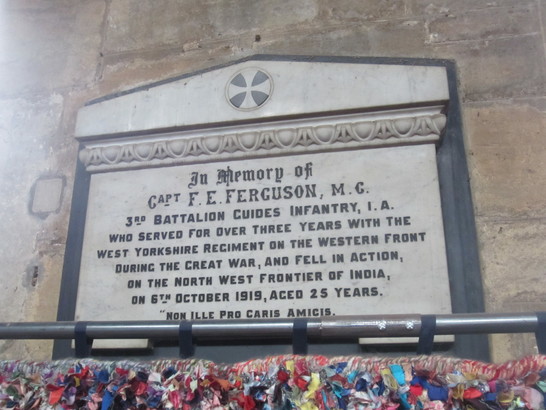 In Memory of
CAPT F. E. FERGUSON, M. C.
3RD BATTALION GUIDES INFANTRY, I. A.
WHO SERVED FOR OVER THREE YEARS WITH THE
WEST YORKSHIRE REGIMENT ON THE WESTERN FRONT
DURING THE GREAT WAR, AND FELL IN ACTION,
ON THE NORTH WEST FRONTIER OF INDIA,
ON 6TH OCTOBER 1919, AGED 25 YEARS.
"NON ILLE PRO CARIS AMICIS.